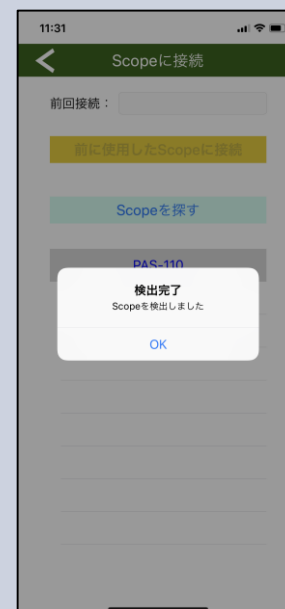 11:31
Scopeに接続
前回接続：
前に使用したScopeに接続
Scopeを探す
PAS-110
検出完了
Scopeを検出しました
OK